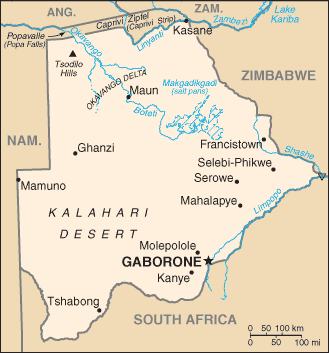 ANG.
ZAM.
Lake
Kariba
Caprivi Zipfel
(Caprivi Strip)
Zambezi
Popavalle
(Popa Falls)
Okavango
Linyanti
Kasane
Tsodilo
Hills
OKAVANGO DELTA
Makgadikgadi
(salt pans)
ZIMBABWE
Maun
Boteti
NAM.
Ghanzi
Francistown
Shashe
Selebi-Phikwe
Mamuno
Serowe
Mahalapye
Limpopo
KALAHARI
DESERT
Molepolole
GABORONE
Kanye
Tshabong
SOUTH AFRICA
0 50 100 km
0 50 100 mi